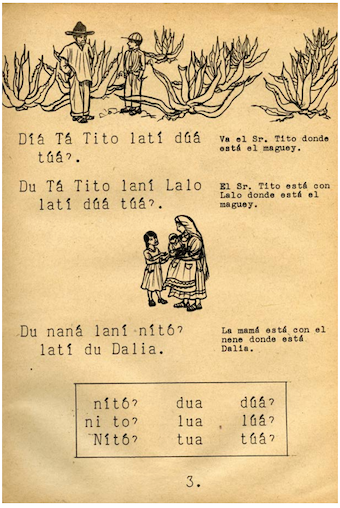 Díá Tá Tito latí dúá
túáˀ.
Va el Sr. Tito donde
está el maguey.
Du Tá Tito laní Lalo
latí dúá túáˀ.
El Sr. Tito está con
Lalo donde está el
maguey.
Du naná laní nítóˀ
latí du Dalia.
La mamá está con el
nene donde está
Dalia.
nítóˀ dua dúáˀ
ni toˀ lua lúáˀ
Nítóˀ tua túáˀ
3.